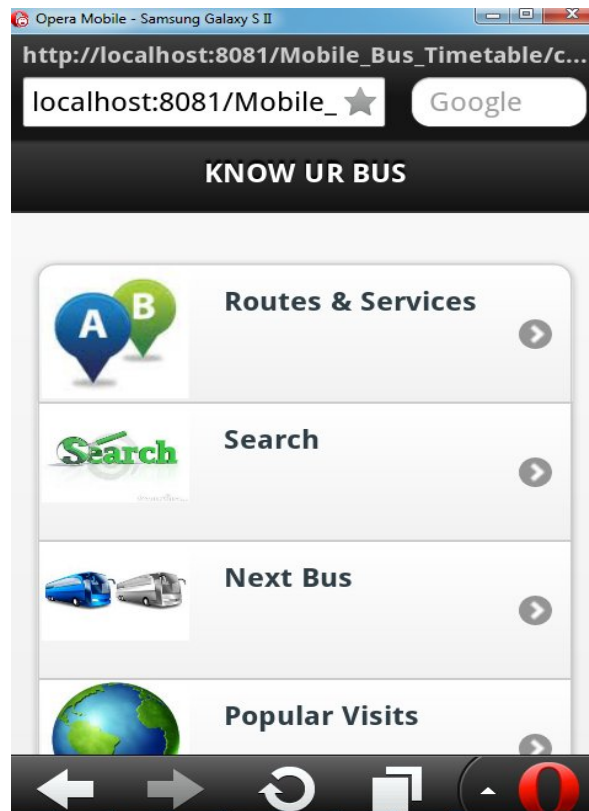 Opera Mobile - Samsung Galaxy S II
http://localhost:8081/Mobile_Bus_Timetable/c...
localhost:8081/Mobile_
Google
KNOW UR BUS
A
B
Routes & Services
Search
Search
Next Bus
Popular Visits